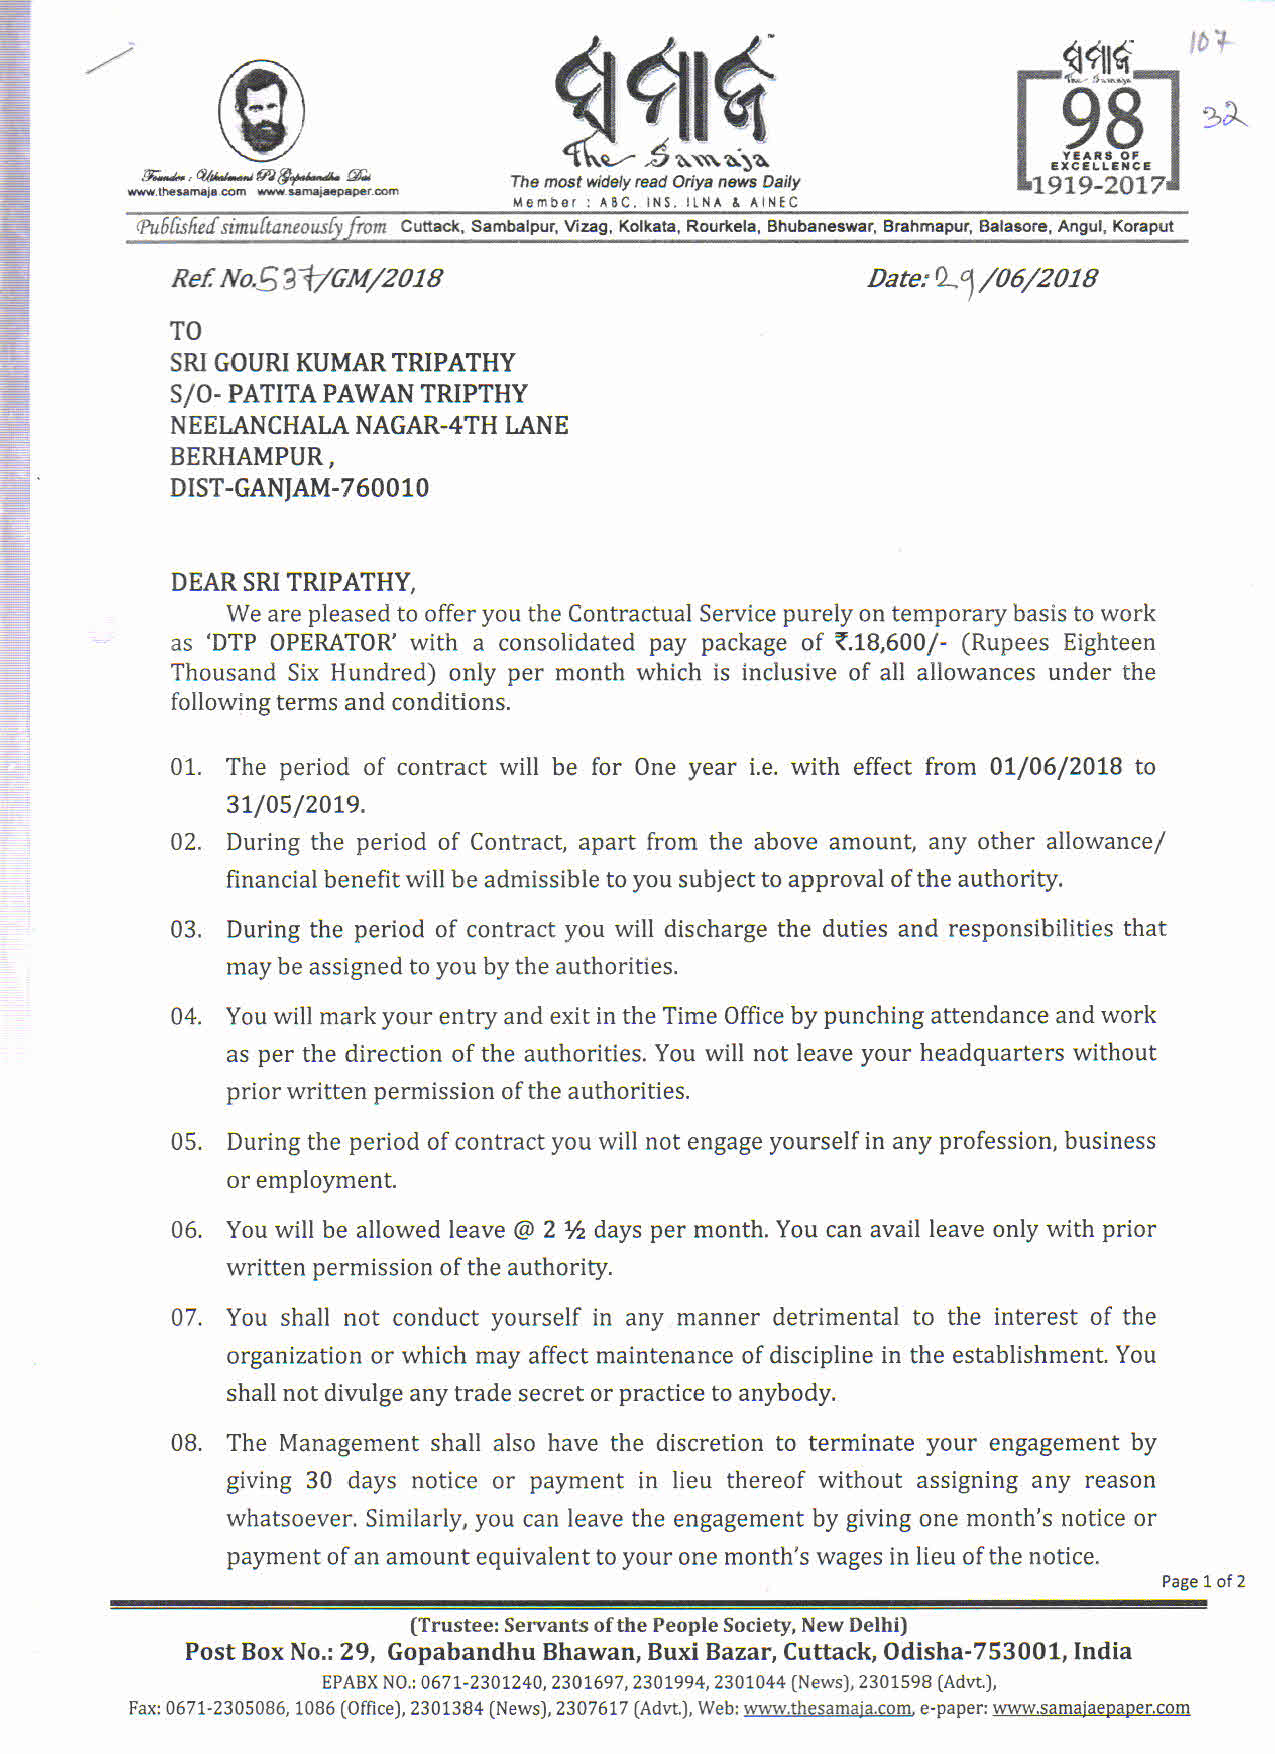 ସମାଜ
The Samaja
The most widely read Oriya news Daily
Member : ABC, INS, ILNA & AINEC
Founder : Utkalmani Pt Gopabandhu Das
www.thesamaja.com www.samajaepaper.com
ସମାଜ
The Samaja
98
YEARS OF
EXCELLENCE
1919-2017
107
32
Published simultaneously from Cuttack, Sambalpur, Vizag, Kolkata, Rourkela, Bhubaneswar, Brahmapur, Balasore, Angul, Koraput
Ref. No.537/GM/2018 Date: 29/06/2018
TO
SRI GOURI KUMAR TRIPATHY
S/O- PATITA PAWAN TRIPTHY
NEELANCHALA NAGAR-4TH LANE
BERHAMPUR,
DIST-GANJAM-760010
DEAR SRI TRIPATHY,
We are pleased to offer you the Contractual Service purely on temporary basis to work
as ‘DTP OPERATOR’ with a consolidated pay package of ₹.18,600/- (Rupees Eighteen
Thousand Six Hundred) only per month which is inclusive of all allowances under the
following terms and conditions.
01. The period of contract will be for One year i.e. with effect from 01/06/2018 to
31/05/2019.
02. During the period of Contract, apart from the above amount, any other allowance/
financial benefit will be admissible to you subject to approval of the authority.
03. During the period of contract you will discharge the duties and responsibilities that
may be assigned to you by the authorities.
04. You will mark your entry and exit in the Time Office by punching attendance and work
as per the direction of the authorities. You will not leave your headquarters without
prior written permission of the authorities.
05. During the period of contract you will not engage yourself in any profession, business
or employment.
06. You will be allowed leave @ 2 ½ days per month. You can avail leave only with prior
written permission of the authority.
07. You shall not conduct yourself in any manner detrimental to the interest of the
organization or which may affect maintenance of discipline in the establishment. You
shall not divulge any trade secret or practice to anybody.
08. The Management shall also have the discretion to terminate your engagement by
giving 30 days notice or payment in lieu thereof without assigning any reason
whatsoever. Similarly, you can leave the engagement by giving one month's notice or
payment of an amount equivalent to your one month's wages in lieu of the notice.
Page 1 of 2
(Trustee: Servants of the People Society, New Delhi)
Post Box No.: 29, Gopabandhu Bhawan, Buxi Bazar, Cuttack, Odisha-753001, India
EPABX NO.: 0671-2301240, 2301697, 2301994, 2301044 (News), 2301598 (Advt.),
Fax: 0671-2305086, 1086 (Office), 2301384 (News), 2307617 (Advt.), Web: www.thesamaja.com, e-paper: www.samajaepaper.com